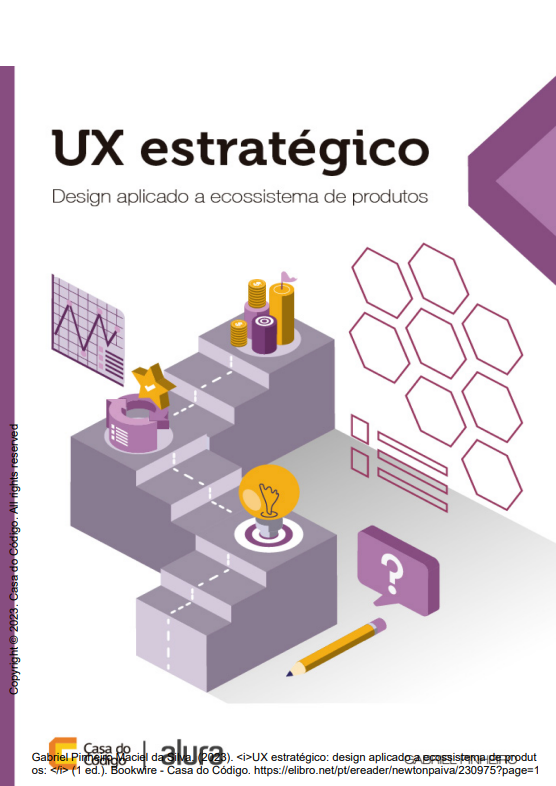 UX estratégico
Design aplicado a ecossistema de produtos
?
Copyright © 2023. Casa do Código. All rights reserved
Casa do
Código
alura
GABRIEL PINHEIRO
Gabriel Pinheiro Maciel da Silva. (2023). <i>UX estratégico: design aplicado a ecossistema de produt
os: </i> (1 ed.). Bookwire - Casa do Código. https://elibro.net/pt/ereader/newtonpaiva/230975?page=1